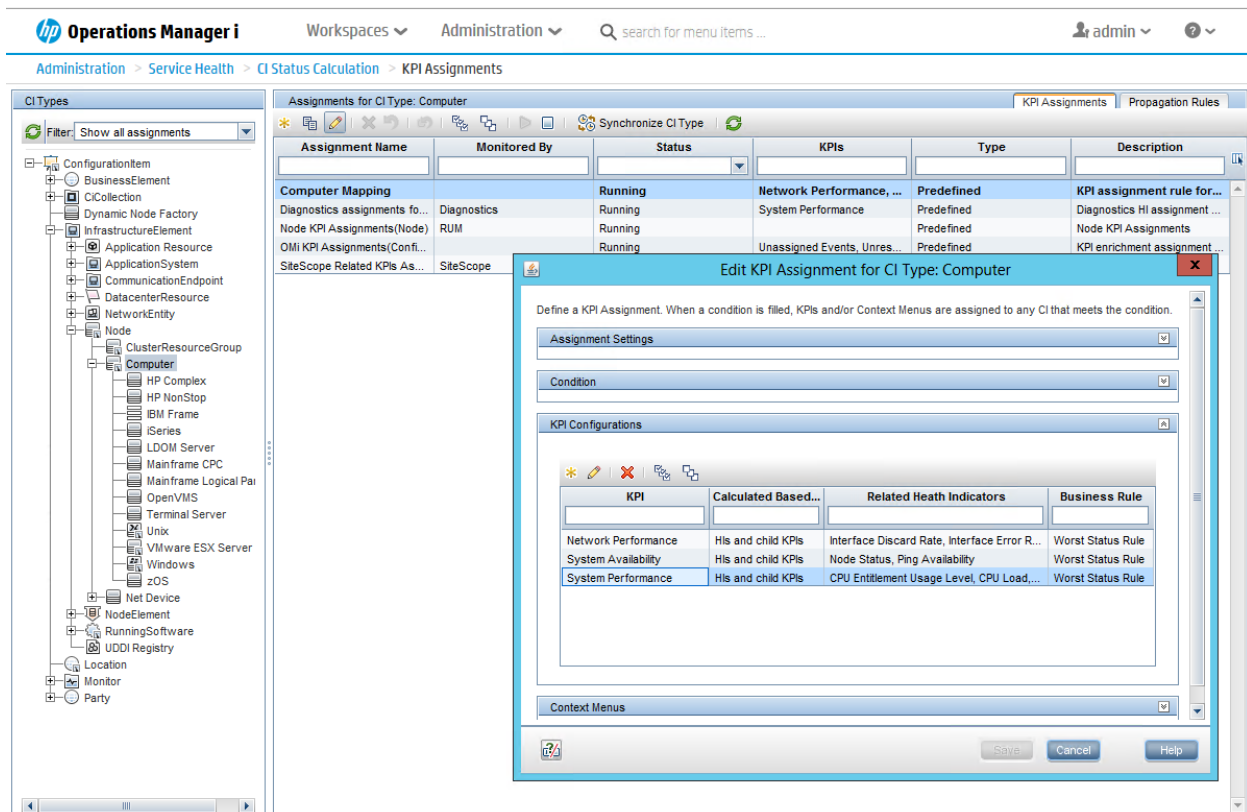 hp Operations Manager i Workspaces Administration search for menu items ... admin
Administration > Service Health > CI Status Calculation > KPI Assignments
CI Types
Filter: Show all assignments
ConfigurationItem
BusinessElement
CiCollection
Dynamic Node Factory
InfrastructureElement
Application Resource
ApplicationSystem
CommunicationEndpoint
DatacenterResource
NetworkEntity
Node
ClusterResourceGroup
Computer
HP Complex
HP NonStop
IBM Frame
iSeries
LDOM Server
Mainframe CPC
Mainframe Logical Par
OpenVMS
Terminal Server
Unix
VMware ESX Server
Windows
zOS
Net Device
NodeElement
RunningSoftware
UDDI Registry
Location
Monitor
Party
Assignments for CI Type: Computer KPI Assignments Propagation Rules
Synchronize CI Type
Assignment Name Monitored By Status KPIs Type Description
Computer Mapping Running Network Performance, ... Predefined KPI assignment rule for...
Diagnostics assignments fo... Diagnostics Running System Performance Predefined Diagnostics HI assignment ...
Node KPI Assignments(Node) RUM Running Predefined Node KPI Assignments
OMi KPI Assignments(Confi... Running Unassigned Events, Unres... Predefined KPI enrichment assignment ...
SiteScope Related KPIs As... SiteScope
Edit KPI Assignment for CI Type: Computer x
Define a KPI Assignment. When a condition is filled, KPIs and/or Context Menus are assigned to any CI that meets the condition.
Assignment Settings
Condition
KPI Configurations
KPI Calculated Based... Related Heath Indicators Business Rule
Network Performance HIs and child KPIs Interface Discard Rate, Interface Error R... Worst Status Rule
System Availability HIs and child KPIs Node Status, Ping Availability Worst Status Rule
System Performance HIs and child KPIs CPU Entitlement Usage Level, CPU Load,... Worst Status Rule
Context Menus
Save Cancel Help